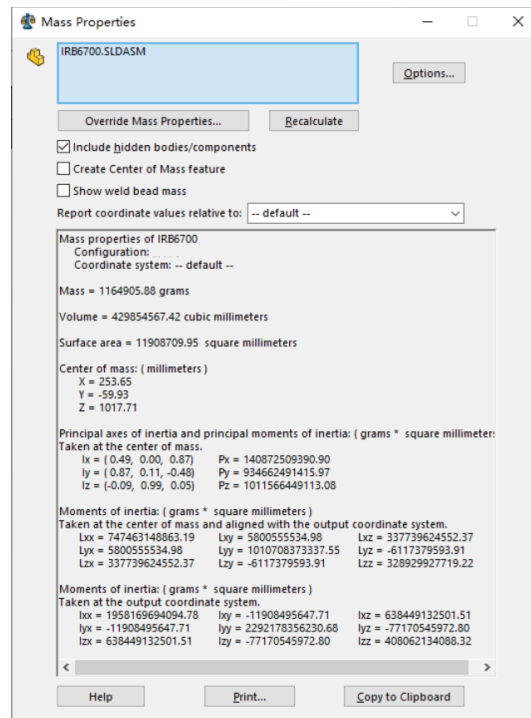 Mass Properties
IRB6700.SLDASM
Options...
Override Mass Properties...
Recalculate
Include hidden bodies/components
Create Center of Mass feature
Show weld bead mass
Report coordinate values relative to:
-- default --
Mass properties of IRB6700
Configuration:
Coordinate system: -- default --
Mass = 1164905.88 grams
Volume = 429854567.42 cubic millimeters
Surface area = 11908709.95 square millimeters
Center of mass: ( millimeters )
X = 253.65
Y = -59.93
Z = 1017.71
Principal axes of inertia and principal moments of inertia: ( grams * square millimeters
Taken at the center of mass.
Ix = ( 0.49, 0.00, 0.87) Px = 140872509390.90
Iy = ( 0.87, 0.11, -0.48) Py = 934662491415.97
Iz = (-0.09, 0.99, 0.05) Pz = 1011566449113.08
Moments of inertia: ( grams * square millimeters )
Taken at the center of mass and aligned with the output coordinate system.
Lxx = 747463148863.19 Lxy = 5800555534.98 Lxz = 337739624552.37
Lyx = 5800555534.98 Lyy = 1010708373337.55 Lyz = -6117379593.91
Lzx = 337739624552.37 Lzy = -6117379593.91 Lzz = 328929927719.22
Moments of inertia: ( grams * square millimeters )
Taken at the output coordinate system.
Ixx = 1958169694094.78 Ixy = -11908495647.71 Ixz = 638449132501.51
Iyx = -11908495647.71 Iyy = 2292178356230.68 Iyz = -77170545972.80
Izx = 638449132501.51 Izy = -77170545972.80 Izz = 408062134088.32
Help
Print...
Copy to Clipboard